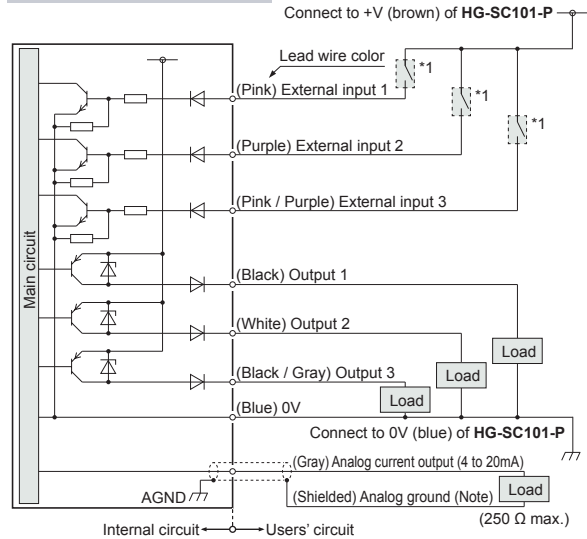 Connect to +V (brown) of HG-SC101-P
Lead wire color
*1
(Pink) External input 1
*1
(Purple) External input 2
*1
(Pink / Purple) External input 3
Main circuit
(Black) Output 1
(White) Output 2
Load
(Black / Gray) Output 3
Load
Load
(Blue) 0V
Connect to 0V (blue) of HG-SC101-P
(Gray) Analog current output (4 to 20mA)
AGND
(Shielded) Analog ground (Note)
Load
(250 Ω max.)
Internal circuit
Users' circuit